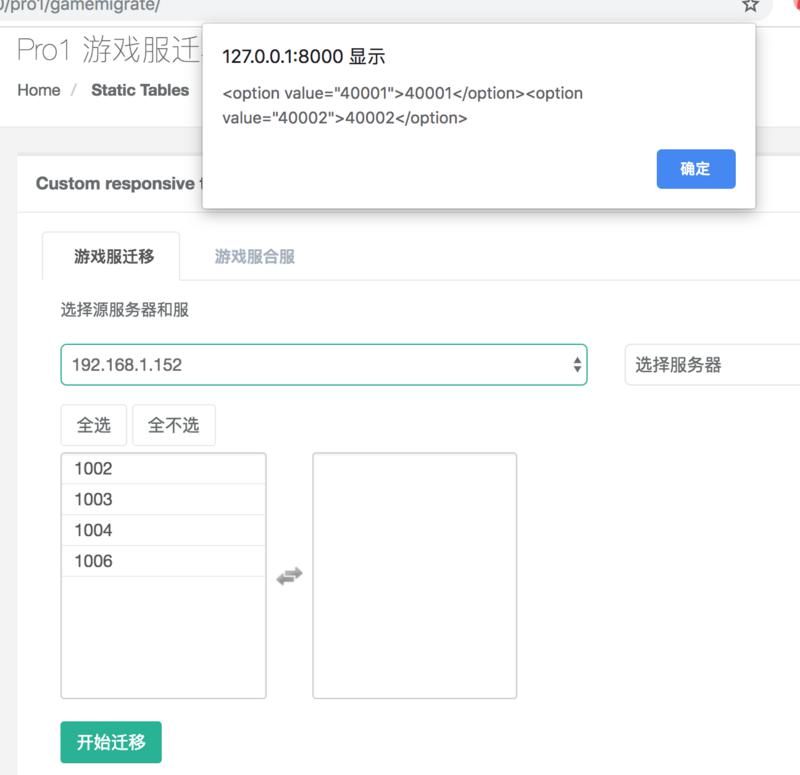 /pro1/gamemigrate/
Pro1 游戏服迁
Home / Static Tables
127.0.0.1:8000 显示
<option value="40001">40001</option><option
value="40002">40002</option>
确定
Custom responsive
游戏服迁移
游戏服合服
选择源服务器和服
192.168.1.152
选择服务器
全选
全不选
1002
1003
1004
1006
开始迁移